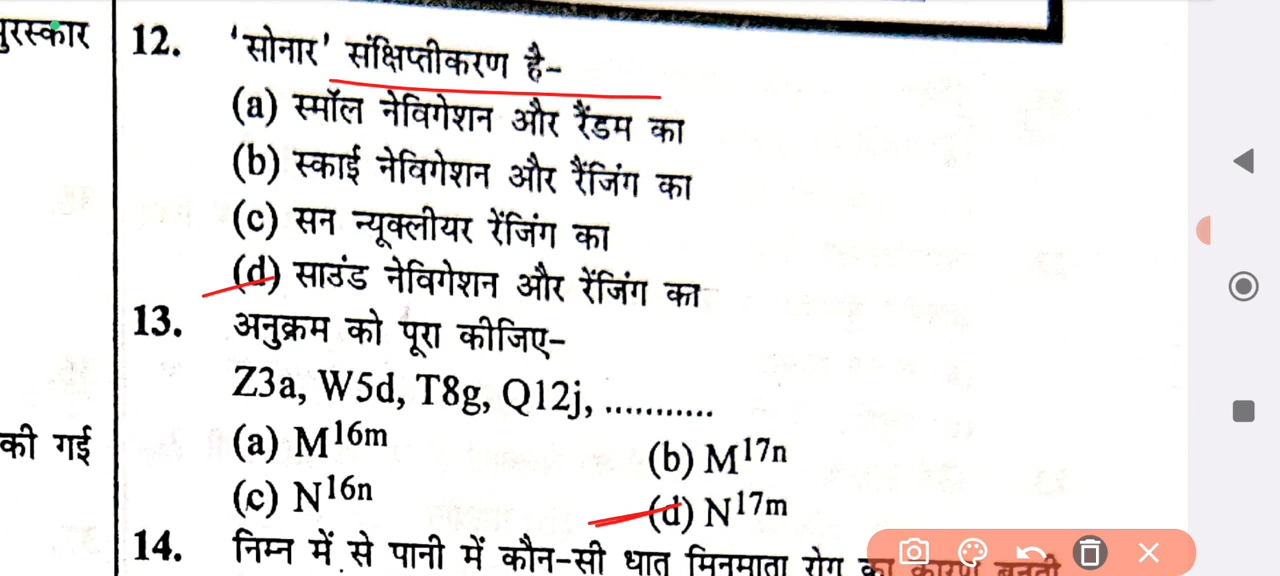 पुरस्कार
12. 'सोनार' संक्षिप्तीकरण है-
(a) स्मॉल नेविगेशन और रैंडम का
(b) स्काई नेविगेशन और रैंजिंग का
(c) सन न्यूक्लीयर रेंजिंग का
(d) साउंड नेविगेशन और रेंजिंग का
13. अनुक्रम को पूरा कीजिए-
Z3a, W5d, T8g, Q12j, ............
(a) M16m (b) M17n
की गई
(c) N16n (d) N17m
14. निम्न में से पानी में कौन-सी धातु मिनमाता रोग का कारण बनती